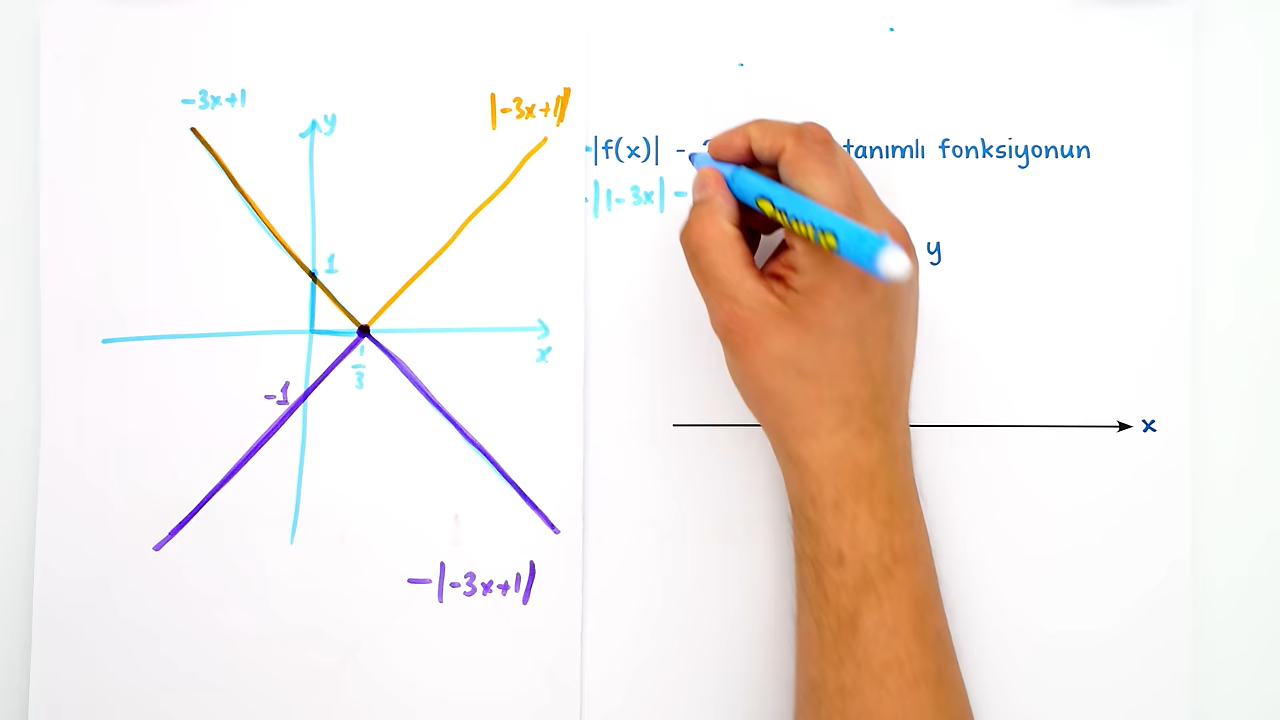 -3x+1
y
|-3x+1|
1
x
1
3
-1
-|-3x+1|
-|f(x)| - tanımlı fonksiyonun
-|1-3x| -
y
x